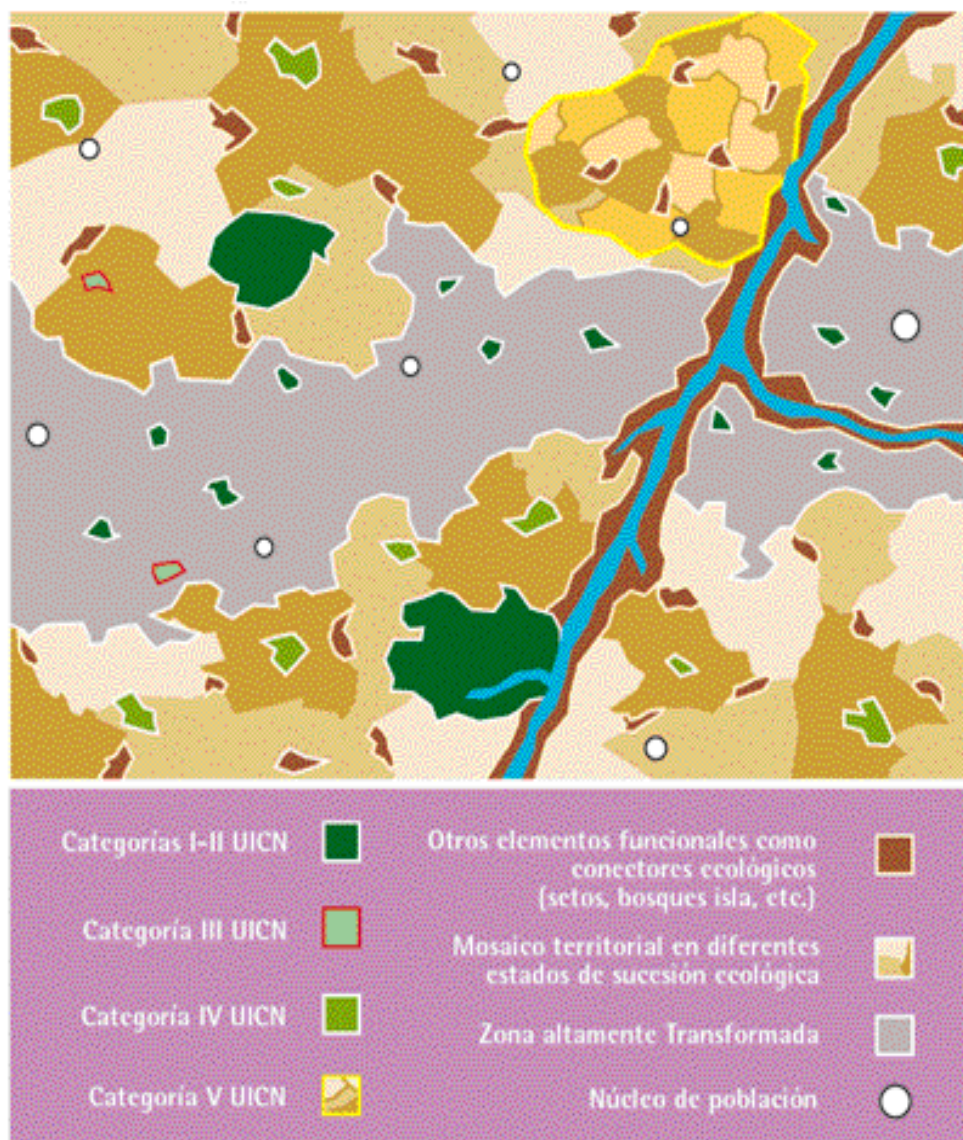 Categorías I-II UICN
Categoría III UICN
Categoría IV UICN
Categoría V UICN
Otros elementos funcionales como
conectores ecológicos
(setos, bosques isla, etc.)
Mosaico territorial en diferentes
estados de sucesión ecológica
Zona altamente Transformada
Núcleo de población